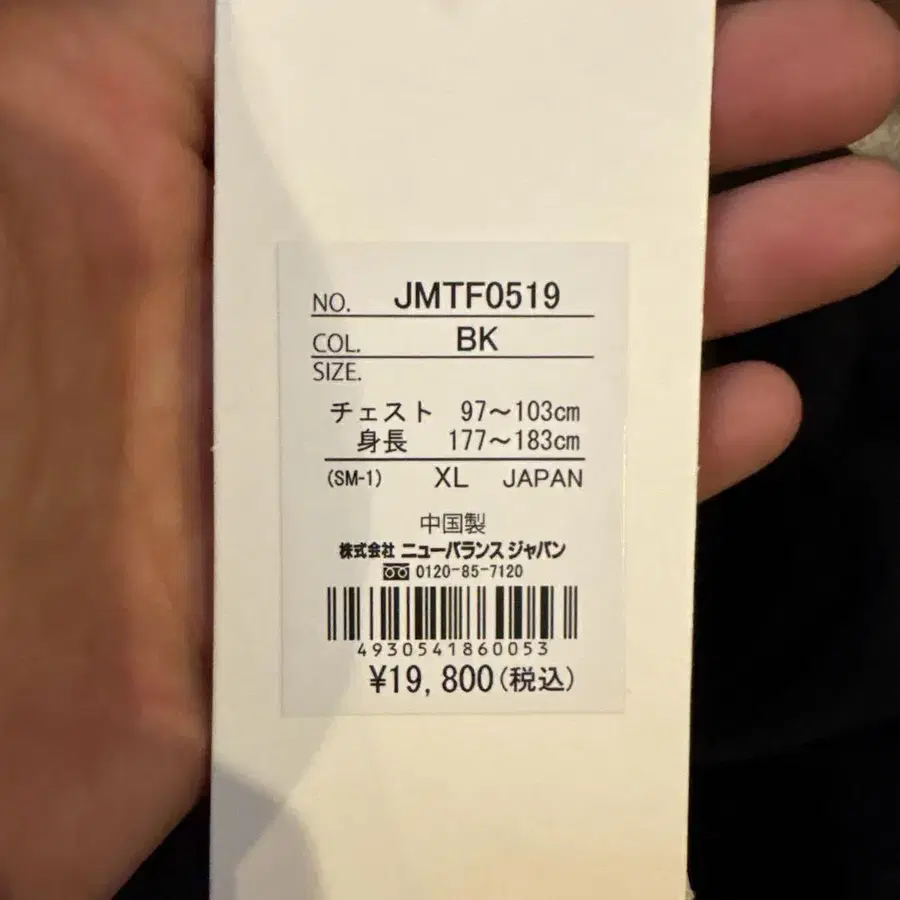 NO. JMTF0519
COL. BK
SIZE.
チェスト 97～103cm
身長 177～183cm
(SM-1) XL JAPAN
中国製
株式会社 ニューバランス ジャパン
0120-85-7120
4930541860053
¥19,800(税込)